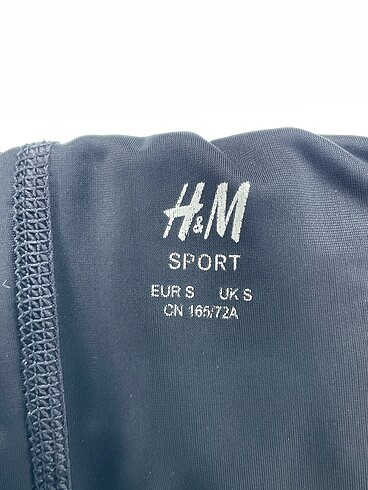 H&M
SPORT
EUR S UK S
CN 165/72A